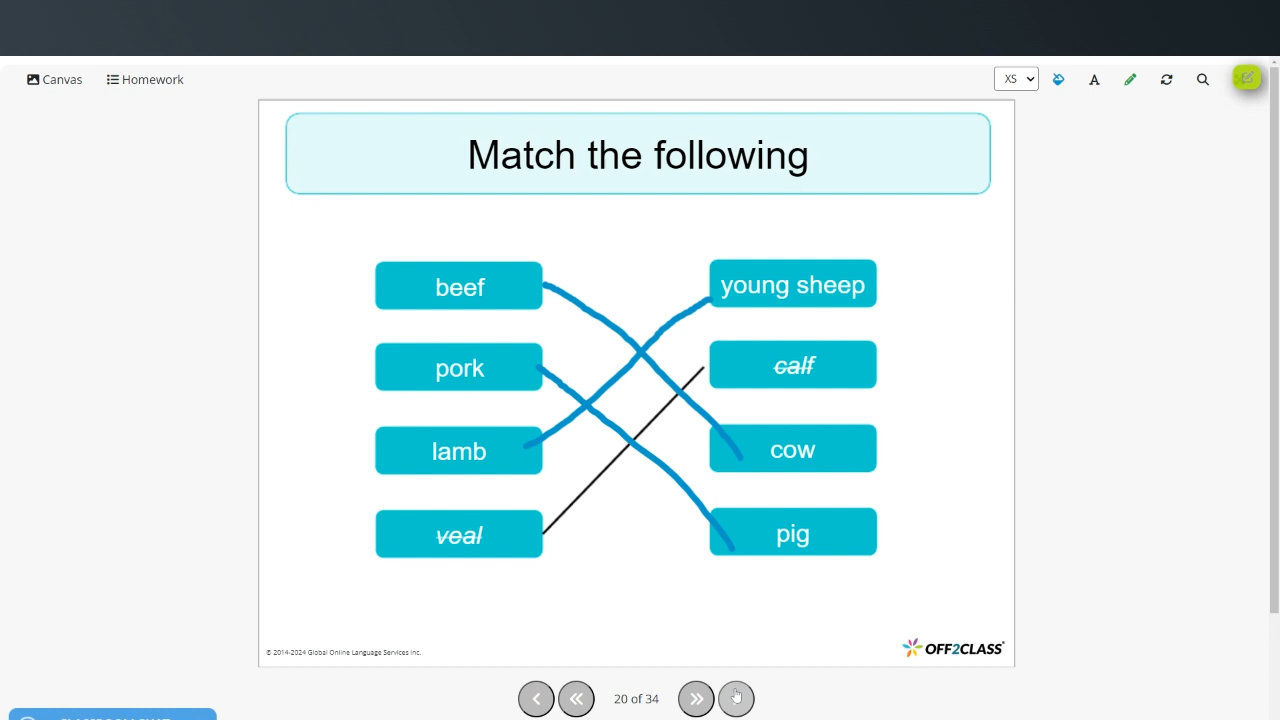 Canvas Homework XS A
Match the following
beef young sheep
pork calf
lamb cow
veal pig
© 2014-2024 Global Online Language Services Inc. OFF2CLASS
20 of 34